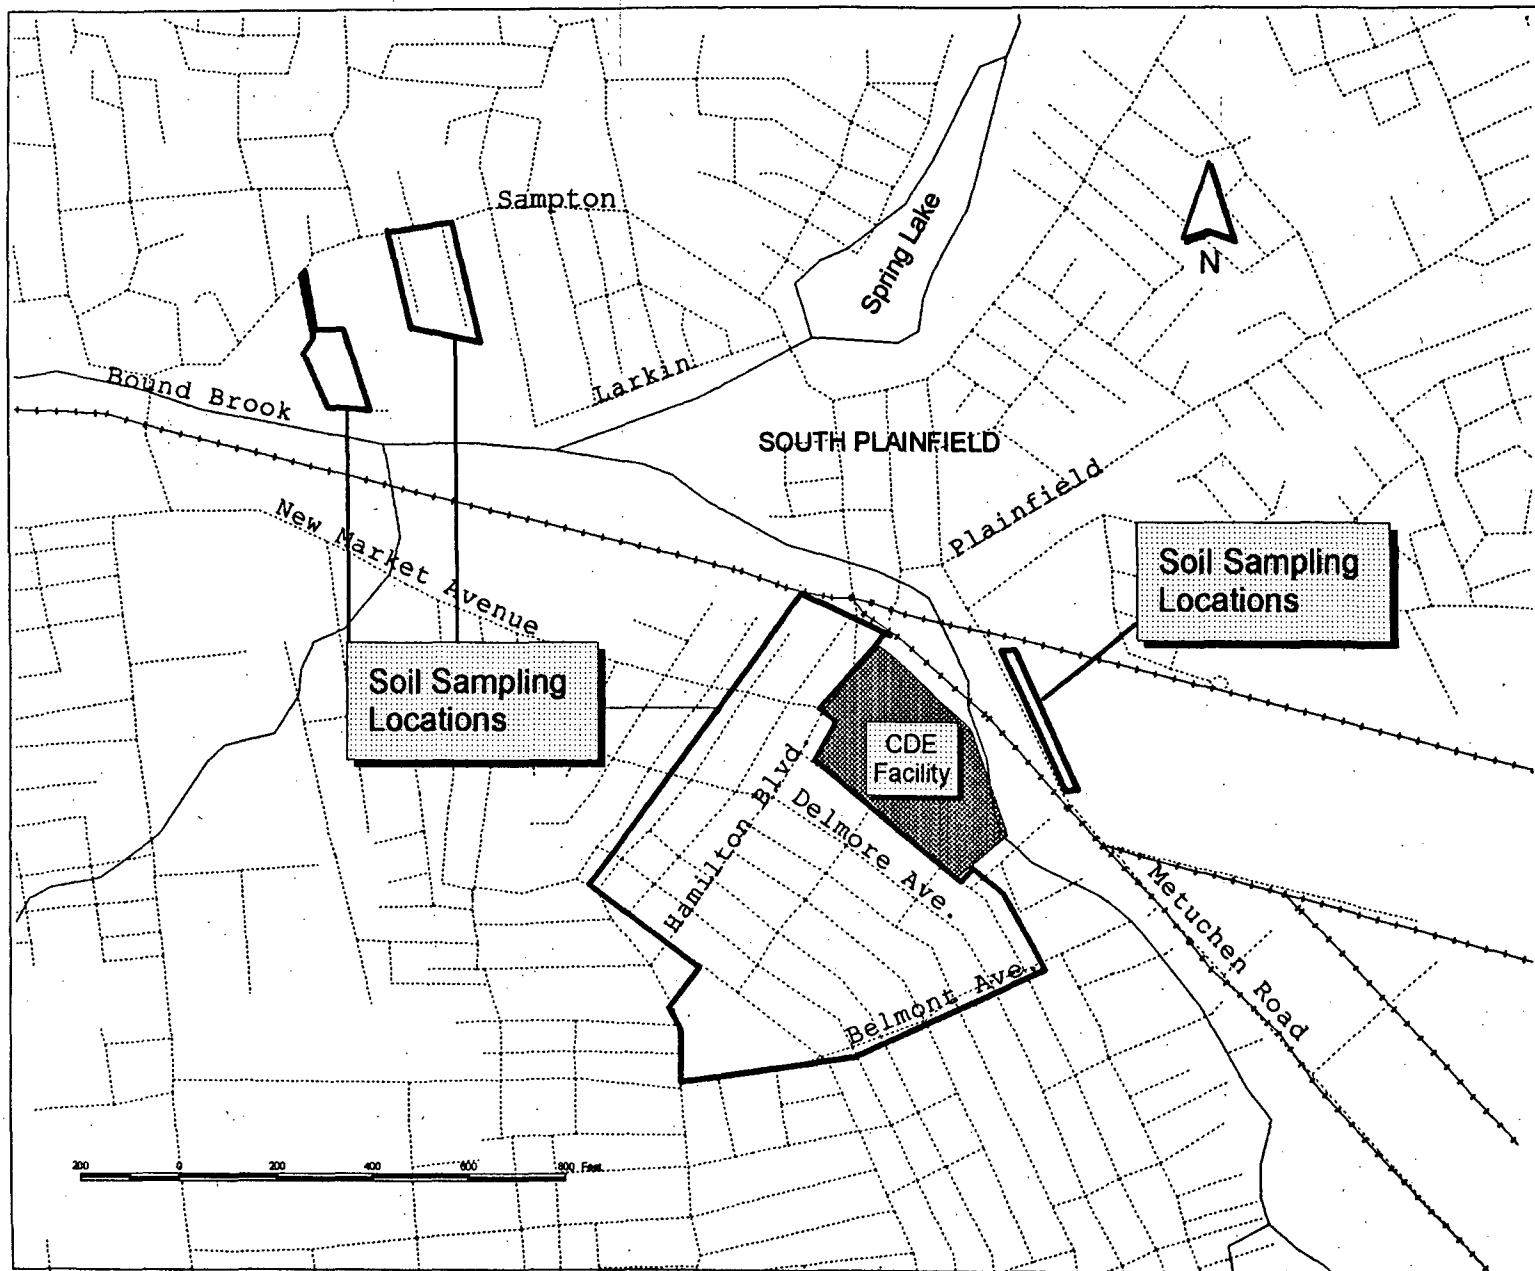 Sampton
Spring Lake
N
Larkin
Bound Brook
SOUTH PLAINFIELD
Plainfield
New Market Avenue
Soil Sampling
Locations
Soil Sampling
Locations
CDE
Facility
Hamilton Blvd.
Delmore Ave.
Metuchen Road
Belmont Ave.
200 0 200 400 600 800 Feet